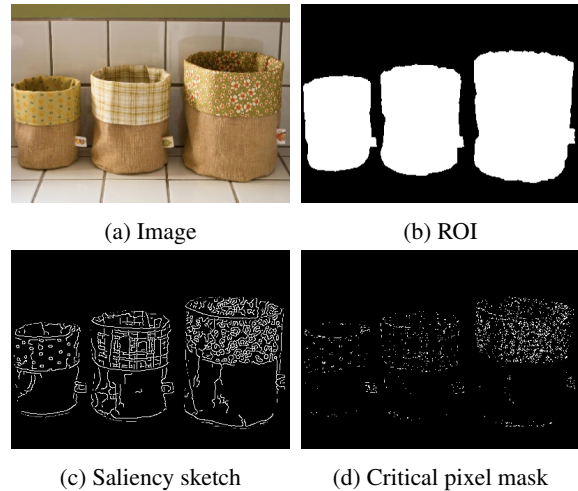 (a) Image
(b) ROI
(c) Saliency sketch
(d) Critical pixel mask